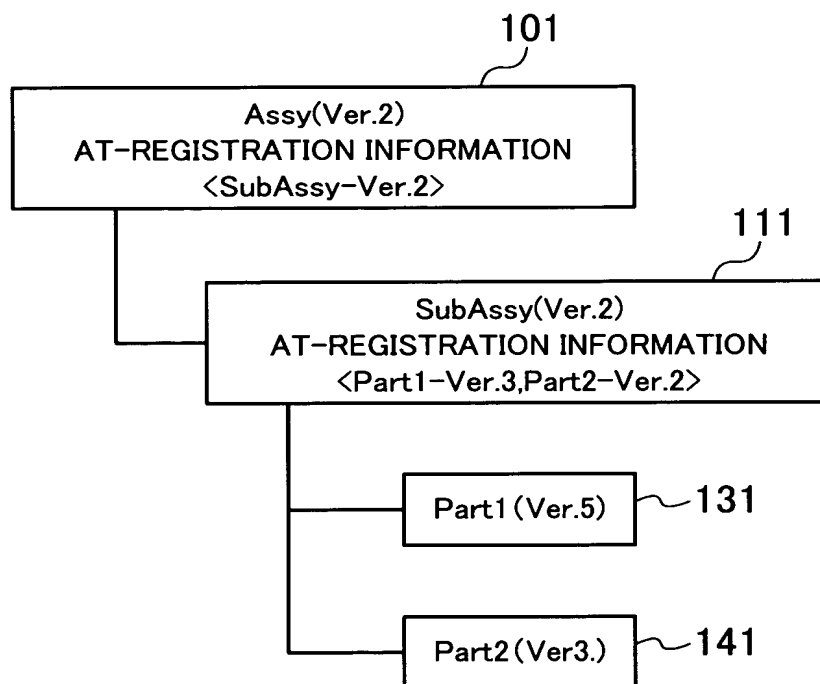 101
Assy(Ver.2)
AT-REGISTRATION INFORMATION
<SubAssy-Ver.2>
111
SubAssy(Ver.2)
AT-REGISTRATION INFORMATION
<Part1-Ver.3,Part2-Ver.2>
Part1(Ver.5)
131
Part2(Ver3.)
141